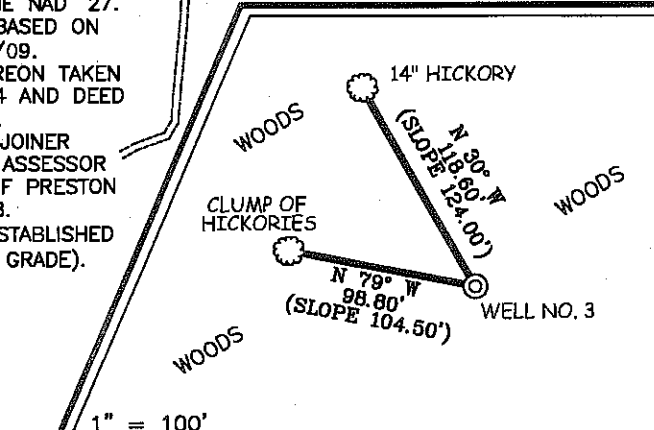 E NAD 27.
BASED ON
/09.
REON TAKEN
4 AND DEED
JOINER
ASSESSOR
F PRESTON
3.
STABLISHED
GRADE).
14" HICKORY
WOODS
N 30° W
118.60'
(SLOPE 124.00')
WOODS
CLUMP OF
HICKORIES
N 79° W
98.80'
(SLOPE 104.50')
WELL NO. 3
WOODS
1" = 100'